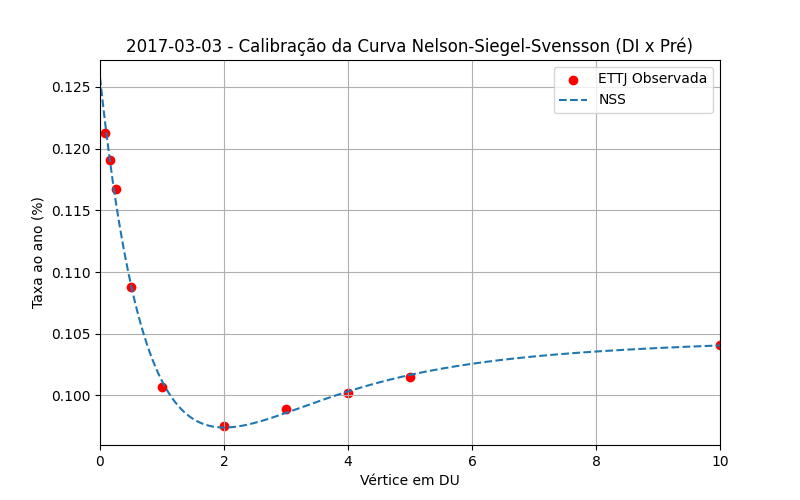 2017-03-03 - Calibração da Curva Nelson-Siegel-Svensson (DI x Pré)
ETTJ Observada
NSS
Taxa ao ano (%)
0.125
0.120
0.115
0.110
0.105
0.100
0 2 4 6 8 10
Vértice em DU